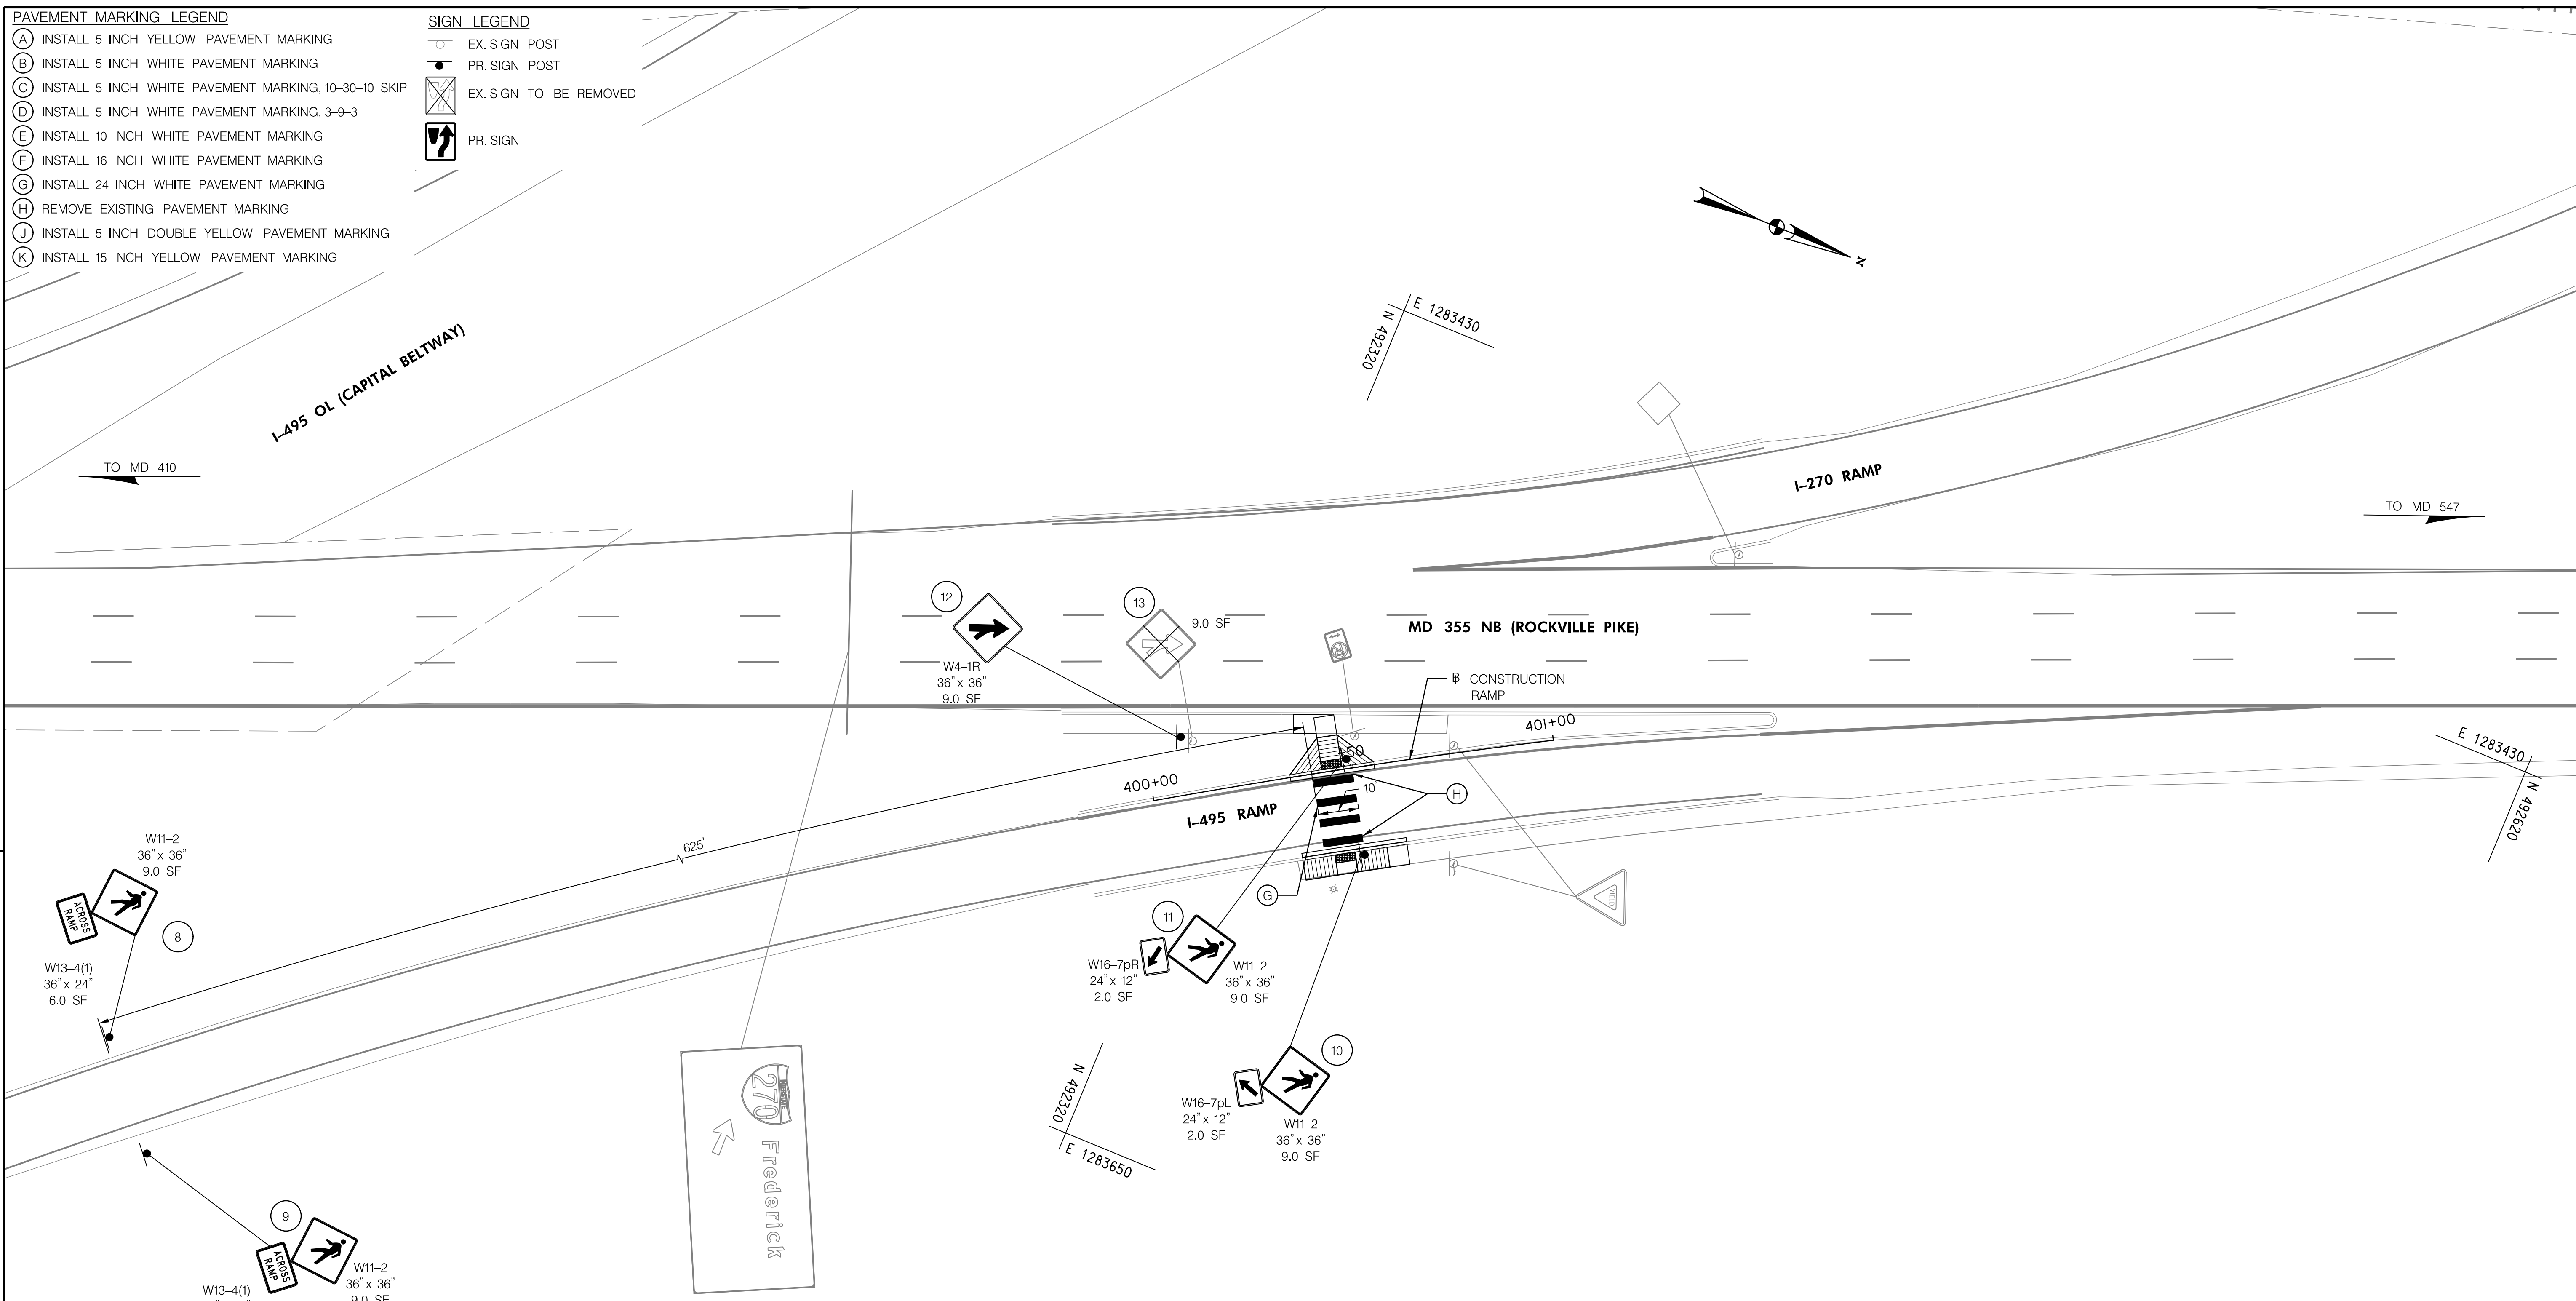 PAVEMENT MARKING LEGEND
A INSTALL 5 INCH YELLOW PAVEMENT MARKING
B INSTALL 5 INCH WHITE PAVEMENT MARKING
C INSTALL 5 INCH WHITE PAVEMENT MARKING, 10-30-10 SKIP
D INSTALL 5 INCH WHITE PAVEMENT MARKING, 3-9-3
E INSTALL 10 INCH WHITE PAVEMENT MARKING
F INSTALL 16 INCH WHITE PAVEMENT MARKING
G INSTALL 24 INCH WHITE PAVEMENT MARKING
H REMOVE EXISTING PAVEMENT MARKING
J INSTALL 5 INCH DOUBLE YELLOW PAVEMENT MARKING
K INSTALL 15 INCH YELLOW PAVEMENT MARKING
SIGN LEGEND
EX. SIGN POST
PR. SIGN POST
EX. SIGN TO BE REMOVED
PR. SIGN
N
E 1283430
N 492320
I-495 OL (CAPITAL BELTWAY)
TO MD 410
I-270 RAMP
TO MD 547
12
W4-1R
36" x 36"
9.0 SF
13
9.0 SF
MD 355 NB (ROCKVILLE PIKE)
BL CONSTRUCTION
RAMP
401+00
+50
400+00
10'
H
I-495 RAMP
G
E 1283430
N 492620
625'
W11-2
36" x 36"
9.0 SF
ACROSS
RAMP
8
W13-4(1)
36" x 24"
6.0 SF
YIELD
11
W16-7pR
24" x 12"
2.0 SF
W11-2
36" x 36"
9.0 SF
10
W16-7pL
24" x 12"
2.0 SF
W11-2
36" x 36"
9.0 SF
N 492320
E 1283650
INTERSTATE
270
Frederick
9
ACROSS
RAMP
W11-2
36" x 36"
9.0 SF
W13-4(1)